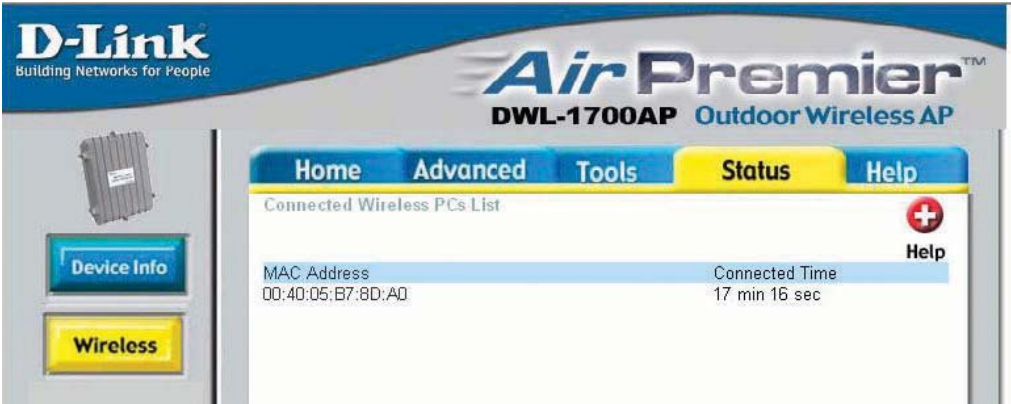 D-Link
Building Networks for People
Air Premier™
DWL-1700AP Outdoor Wireless AP
Home Advanced Tools Status Help
Connected Wireless PCs List
Help
Device Info
MAC Address Connected Time
00:40:05:B7:8D:A0 17 min 16 sec
Wireless